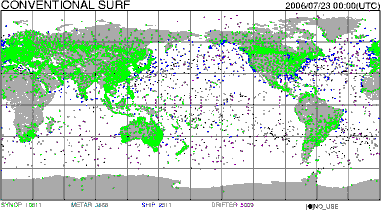 CONVENTIONAL SURF 2006/07/23 00:00(UTC)
SYNOP METAR SHIP DRIFTER NO_USE